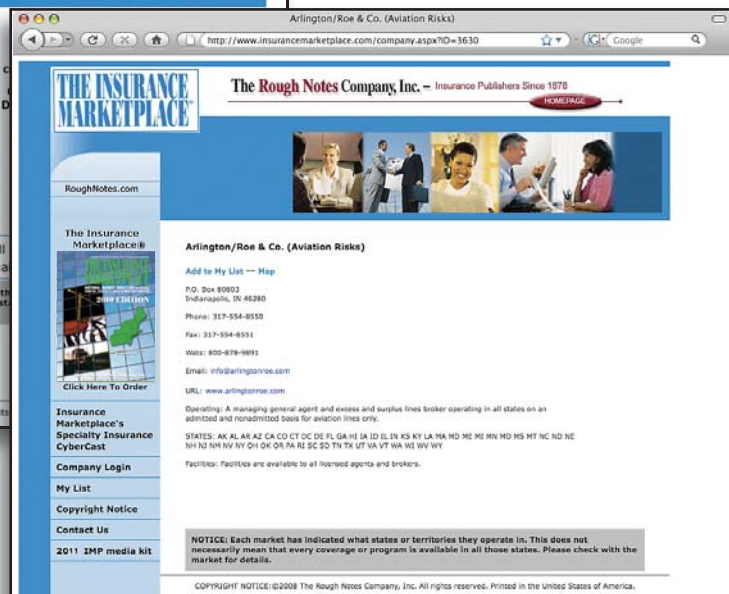 Arlington/Roe & Co. (Aviation Risks)
http://www.insurancemarketplace.com/company.aspx?ID=3630
Google
THE INSURANCE
MARKETPLACE®
The Rough Notes Company, Inc. – Insurance Publishers Since 1878
HOMEPAGE
RoughNotes.com
The Insurance
Marketplace®
2010 EDITION
Click Here To Order
Insurance
Marketplace's
Specialty Insurance
CyberCast
Company Login
My List
Copyright Notice
Contact Us
2011 IMP media kit
Arlington/Roe & Co. (Aviation Risks)
Add to My List -- Map
P.O. Box 80803
Indianapolis, IN 46280
Phone: 317-554-8550
Fax: 317-554-8551
Wats: 800-878-9891
Email: info@arlingtonroe.com
URL: www.arlingtonroe.com
Operating: A managing general agent and excess and surplus lines broker operating in all states on an
admitted and nonadmitted basis for aviation lines only.
STATES: AK AL AR AZ CA CO CT DC DE FL GA HI IA ID IL IN KS KY LA MA MD ME MI MN MO MS MT NC ND NE
NH NJ NM NV NY OH OK OR PA RI SC SD TN TX UT VA VT WA WI WV WY
Facilities: Facilities are available to all licensed agents and brokers.
NOTICE: Each market has indicated what states or territories they operate in. This does not
necessarily mean that every coverage or program is available in all those states. Please check with the
market for details.
COPYRIGHT NOTICE:©2008 The Rough Notes Company, Inc. All rights reserved. Printed in the United States of America.